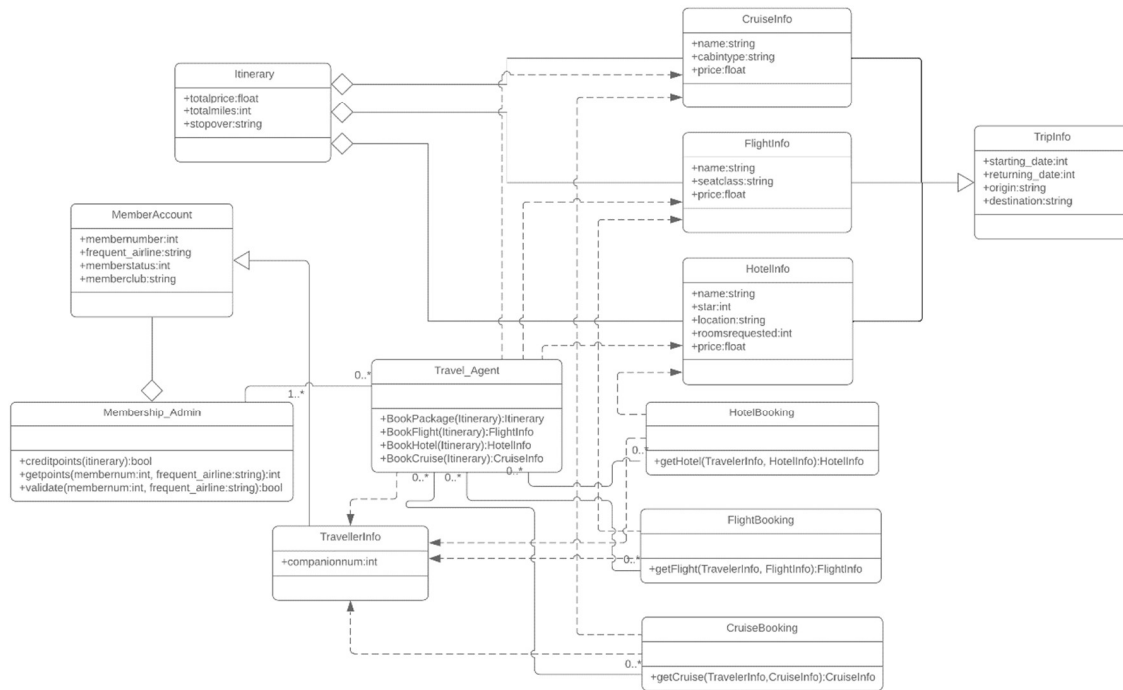 CruiseInfo
+name:string
+cabintype:string
+price:float
Itinerary
+totalprice:float
+totalmiles:int
+stopover:string
FlightInfo
+name:string
+seatclass:string
+price:float
TripInfo
+starting_date:int
+returning_date:int
+origin:string
+destination:string
MemberAccount
+membernumber:int
+frequent_airline:string
+memberstatus:int
+memberclub:string
HotelInfo
+name:string
+star:int
+location:string
+roomsrequested:int
+price:float
Travel_Agent
+BookPackage(Itinerary):Itinerary
+BookFlight(Itinerary):FlightInfo
+BookHotel(Itinerary):HotelInfo
+BookCruise(Itinerary):CruiseInfo
0..*
1..*
Membership_Admin
+creditpoints(itinerary):bool
+getpoints(membernum:int, frequent_airline:string):int
+validate(membernum:int, frequent_airline:string):bool
HotelBooking
0..*
+getHotel(TravelerInfo, HotelInfo):HotelInfo
0..*
0..*
0..*
TravellerInfo
+companionnum:int
FlightBooking
0..*
+getFlight(TravelerInfo, FlightInfo):FlightInfo
CruiseBooking
0..*
+getCruise(TravelerInfo,CruiseInfo):CruiseInfo